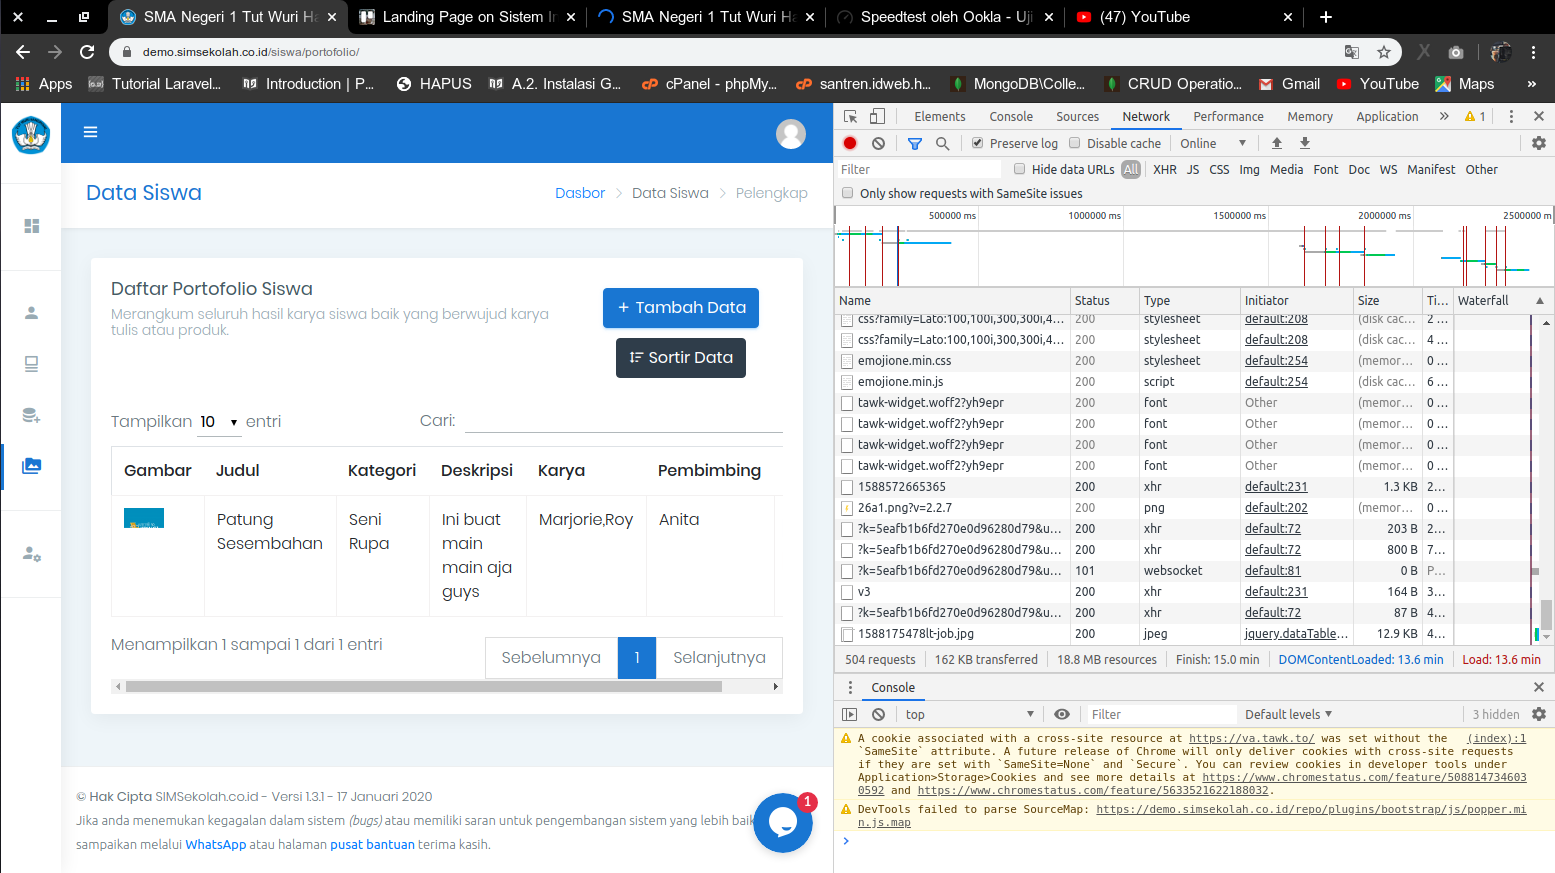 SMA Negeri 1 Tut Wuri Ha
Landing Page on Sistem In
SMA Negeri 1 Tut Wuri Ha
Speedtest oleh Ookla - Uji
(47) YouTube
demo.simsekolah.co.id/siswa/portofolio/
Apps
Tutorial Laravel...
Introduction | P...
HAPUS
A.2. Instalasi G...
cPanel - phpMy...
santren.idweb.h...
MongoDB\Colle...
CRUD Operatio...
Gmail
YouTube
Maps
»
Data Siswa
Dasbor > Data Siswa > Pelengkap
Daftar Portofolio Siswa
Merangkum seluruh hasil karya siswa baik yang berwujud karya
tulis atau produk.
+ Tambah Data
Sortir Data
Tampilkan 10 entri
Cari:
Gambar Judul Kategori Deskripsi Karya Pembimbing
Patung Seni Ini buat Marjorie,Roy Anita
Sesembahan Rupa main
main aja
guys
Menampilkan 1 sampai 1 dari 1 entri
Sebelumnya 1 Selanjutnya
© Hak Cipta SIMSekolah.co.id - Versi 1.3.1 - 17 Januari 2020
Jika anda menemukan kegagalan dalam sistem (bugs) atau memiliki saran untuk pengembangan sistem yang lebih baik
sampaikan melalui WhatsApp atau halaman pusat bantuan terima kasih.
1
Elements Console Sources Network Performance Memory Application » 1
Preserve log Disable cache Online
Filter Hide data URLs All XHR JS CSS Img Media Font Doc WS Manifest Other
Only show requests with SameSite issues
500000 ms 1000000 ms 1500000 ms 2000000 ms 2500000 m
Name Status Type Initiator Size Ti... Waterfall
css?family=Lato:100,100i,300,300i,4... 200 stylesheet default:208 (disk cac... 2 ...
css?family=Lato:100,100i,300,300i,4... 200 stylesheet default:208 (disk cac... 4 ...
emojione.min.css 200 stylesheet default:254 (memor... 0 ...
emojione.min.js 200 script default:254 (disk cac... 6 ...
tawk-widget.woff2?yh9epr 200 font Other (memor... 0 ...
tawk-widget.woff2?yh9epr 200 font Other (memor... 0 ...
tawk-widget.woff2?yh9epr 200 font Other (memor... 0 ...
tawk-widget.woff2?yh9epr 200 font Other (memor... 0 ...
1588572665365 200 xhr default:231 1.3 KB 2...
26a1.png?v=2.2.7 200 png default:202 (memor... 0 ...
?k=5eafb1b6fd270e0d96280d79&u... 200 xhr default:72 203 B 2...
?k=5eafb1b6fd270e0d96280d79&u... 200 xhr default:72 800 B 7...
?k=5eafb1b6fd270e0d96280d79&u... 101 websocket default:81 0 B P...
v3 200 xhr default:231 164 B 3...
?k=5eafb1b6fd270e0d96280d79&u... 200 xhr default:72 87 B 4...
1588175478lt-job.jpg 200 jpeg jquery.dataTable... 12.9 KB 4...
504 requests 162 KB transferred 18.8 MB resources Finish: 15.0 min DOMContentLoaded: 13.6 min Load: 13.6 min
Console
top Filter Default levels 3 hidden
A cookie associated with a cross-site resource at https://va.tawk.to/ was set without the (index):1
`SameSite` attribute. A future release of Chrome will only deliver cookies with cross-site requests
if they are set with `SameSite=None` and `Secure`. You can review cookies in developer tools under
Application>Storage>Cookies and see more details at https://www.chromestatus.com/feature/508814734603
0592 and https://www.chromestatus.com/feature/5633521622188032.
DevTools failed to parse SourceMap: https://demo.simsekolah.co.id/repo/plugins/bootstrap/js/popper.mi
n.js.map